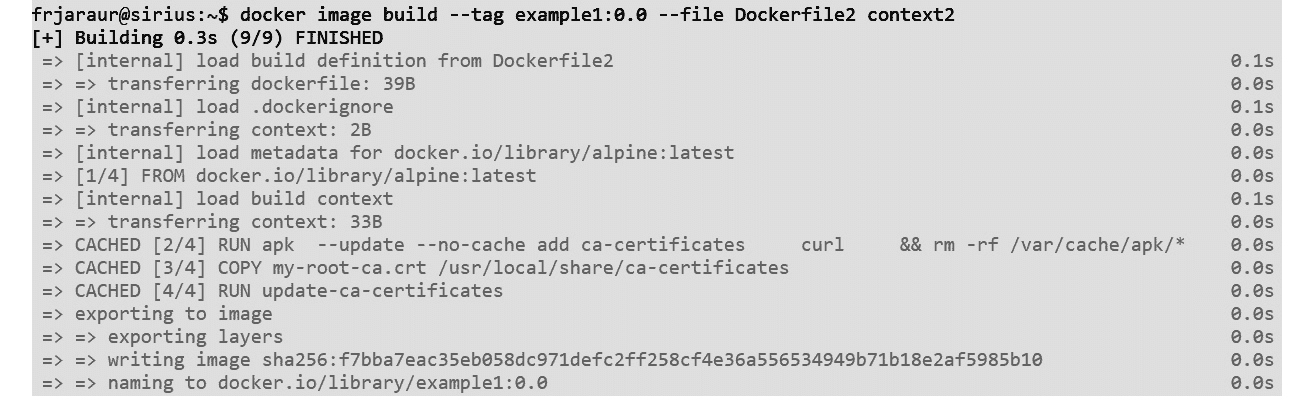 frjaraur@sirius:~$ docker image build --tag example1:0.0 --file Dockerfile2 context2
[+] Building 0.3s (9/9) FINISHED
=> [internal] load build definition from Dockerfile2 0.1s
=> => transferring dockerfile: 39B 0.0s
=> [internal] load .dockerignore 0.1s
=> => transferring context: 2B 0.0s
=> [internal] load metadata for docker.io/library/alpine:latest 0.0s
=> [1/4] FROM docker.io/library/alpine:latest 0.0s
=> [internal] load build context 0.1s
=> => transferring context: 33B 0.0s
=> CACHED [2/4] RUN apk  --update --no-cache add ca-certificates     curl     && rm -rf /var/cache/apk/* 0.0s
=> CACHED [3/4] COPY my-root-ca.crt /usr/local/share/ca-certificates 0.0s
=> CACHED [4/4] RUN update-ca-certificates 0.0s
=> exporting to image 0.0s
=> => exporting layers 0.0s
=> => writing image sha256:f7bba7eac35eb058dc971defc2ff258cf4e36a556534949b71b18e2af5985b10 0.0s
=> => naming to docker.io/library/example1:0.0 0.0s